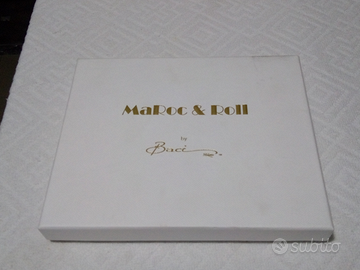 MaRoc & Roll
by
Baci
subito